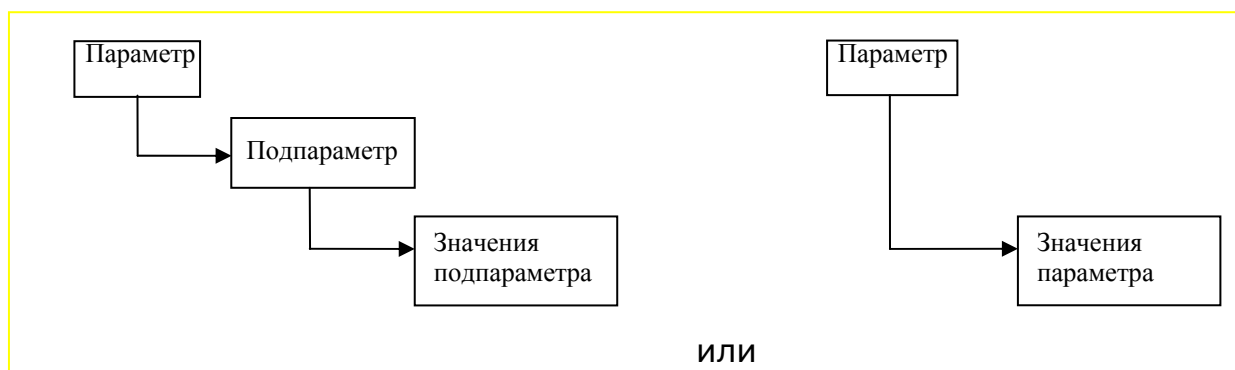 Параметр
Подпараметр
Значения
подпараметра
Параметр
Значения
параметра
или